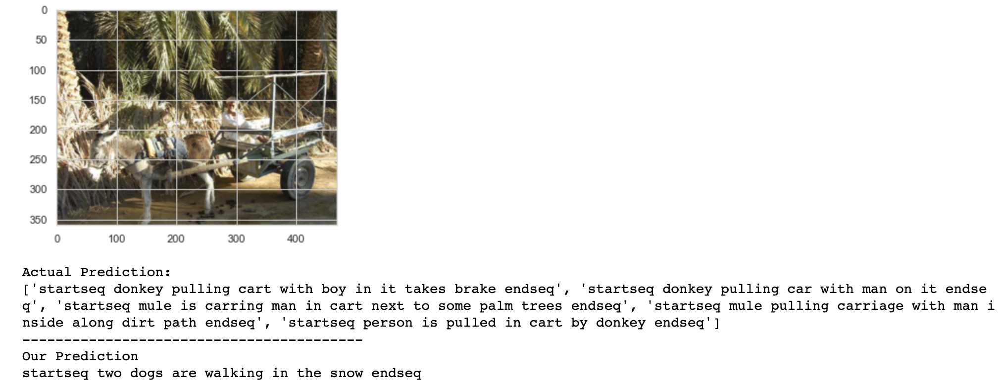 0
50
100
150
200
250
300
350
0 100 200 300 400
Actual Prediction:
['startseq donkey pulling cart with boy in it takes brake endseq', 'startseq donkey pulling car with man on it endse
q', 'startseq mule is carring man in cart next to some palm trees endseq', 'startseq mule pulling carriage with man i
nside along dirt path endseq', 'startseq person is pulled in cart by donkey endseq']
-----------------------------------------
Our Prediction
startseq two dogs are walking in the snow endseq